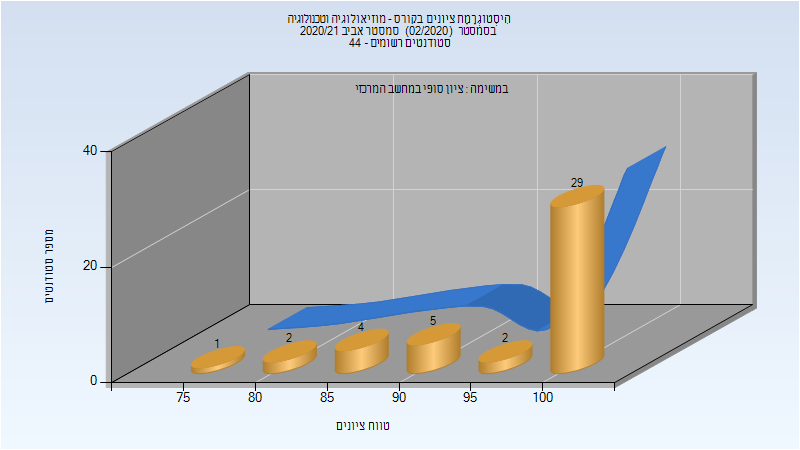 היסטוגרמת ציונים בקורס - מוזיאולוגיה וטכנולוגיה
בסמסטר (02/2020) סמסטר אביב 2020/21
סטודנטים רשומים - 44
במשימה : ציון סופי במחשב המרכזי
40
20
0
מספר סטודנטים
1
2
4
5
2
29
75
80
85
90
95
100
טווח ציונים